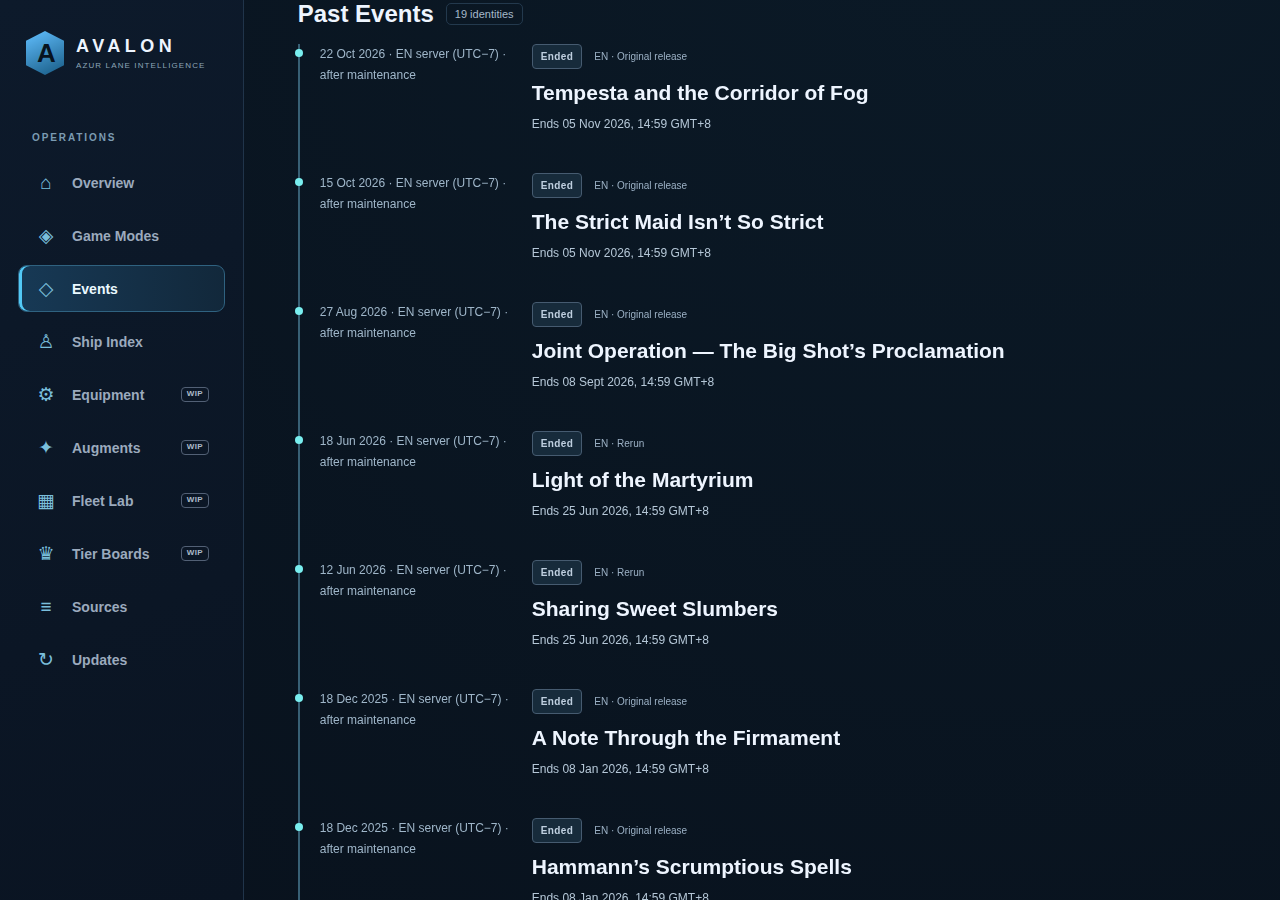 A
AVALON
AZUR LANE INTELLIGENCE
OPERATIONS
Overview
Game Modes
Events
Ship Index
Equipment WIP
Augments WIP
Fleet Lab WIP
Tier Boards WIP
Sources
Updates
Past Events 19 identities
22 Oct 2026 · EN server (UTC−7) ·
after maintenance
Ended EN · Original release
Tempesta and the Corridor of Fog
Ends 05 Nov 2026, 14:59 GMT+8
15 Oct 2026 · EN server (UTC−7) ·
after maintenance
Ended EN · Original release
The Strict Maid Isn’t So Strict
Ends 05 Nov 2026, 14:59 GMT+8
27 Aug 2026 · EN server (UTC−7) ·
after maintenance
Ended EN · Original release
Joint Operation — The Big Shot’s Proclamation
Ends 08 Sept 2026, 14:59 GMT+8
18 Jun 2026 · EN server (UTC−7) ·
after maintenance
Ended EN · Rerun
Light of the Martyrium
Ends 25 Jun 2026, 14:59 GMT+8
12 Jun 2026 · EN server (UTC−7) ·
after maintenance
Ended EN · Rerun
Sharing Sweet Slumbers
Ends 25 Jun 2026, 14:59 GMT+8
18 Dec 2025 · EN server (UTC−7) ·
after maintenance
Ended EN · Original release
A Note Through the Firmament
Ends 08 Jan 2026, 14:59 GMT+8
18 Dec 2025 · EN server (UTC−7) ·
after maintenance
Ended EN · Original release
Hammann’s Scrumptious Spells
Ends 08 Jan 2026, 14:59 GMT+8